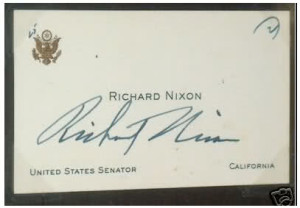 RICHARD NIXON
Richard Nixon
UNITED STATES SENATOR CALIFORNIA